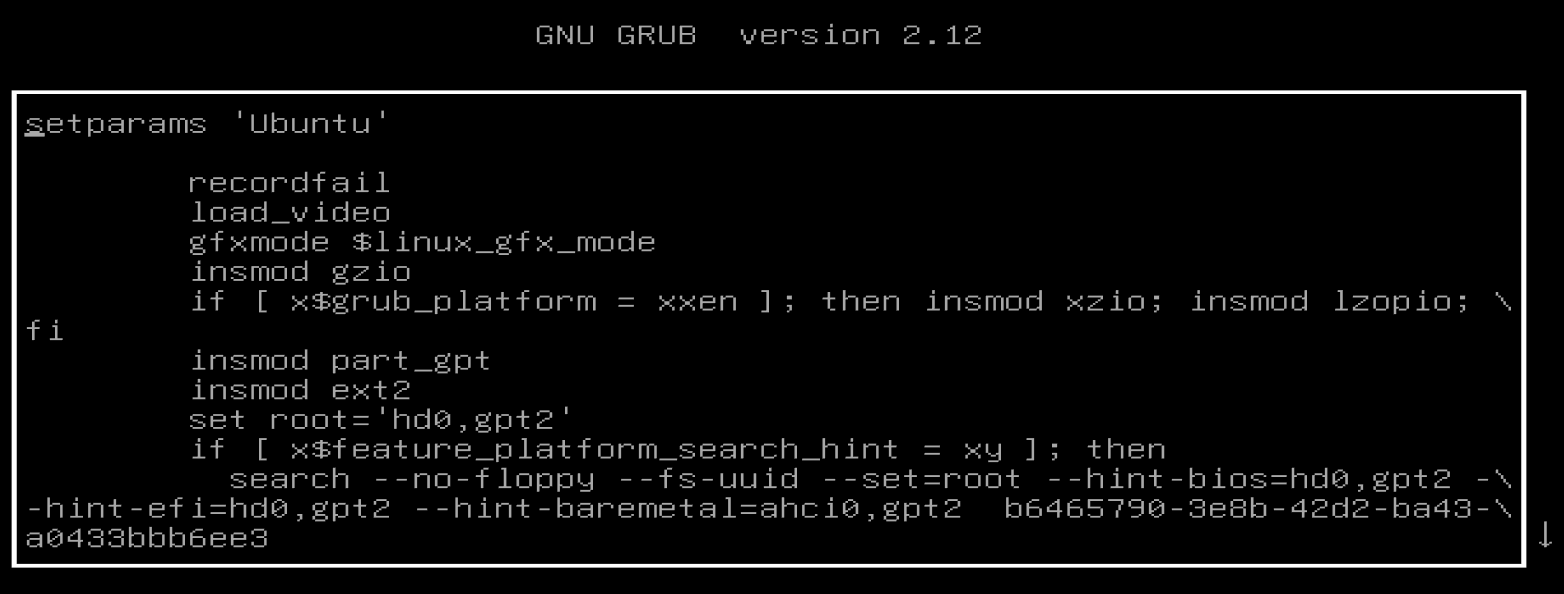 GNU GRUB  version 2.12
setparams 'Ubuntu'
recordfail
load_video
gfxmode $linux_gfx_mode
insmod gzio
if [ x$grub_platform = xxen ]; then insmod xzio; insmod lzopio; \
fi
insmod part_gpt
insmod ext2
set root='hd0,gpt2'
if [ x$feature_platform_search_hint = xy ]; then
search --no-floppy --fs-uuid --set=root --hint-bios=hd0,gpt2 -\
-hint-efi=hd0,gpt2 --hint-baremetal=ahci0,gpt2  b6465790-3e8b-42d2-ba43-\
a0433bbb6ee3
↓